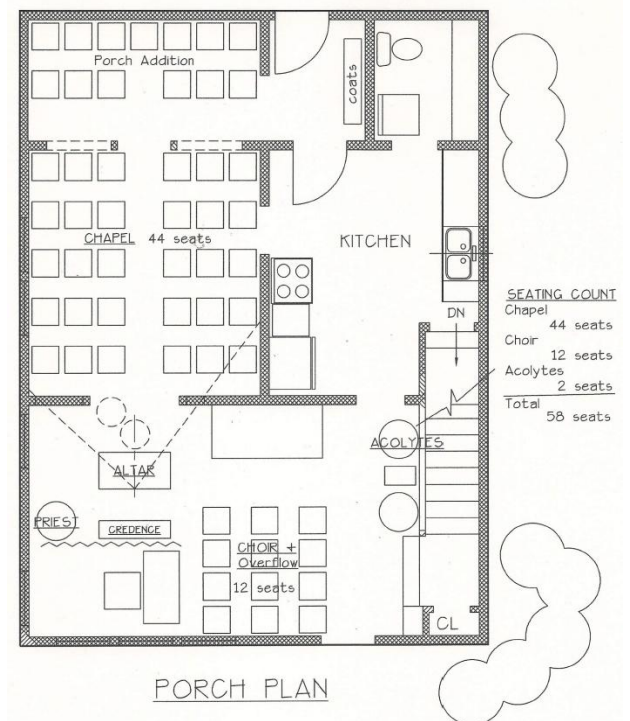 Porch Addition
coats
CHAPEL 44 seats
KITCHEN
DN
SEATING COUNT
Chapel
44 seats
Choir
12 seats
Acolytes
2 seats
Total
58 seats
ACOLYTES
ALTAR
PRIEST
CREDENCE
CHOIR +
Overflow
12 seats
CL
PORCH PLAN